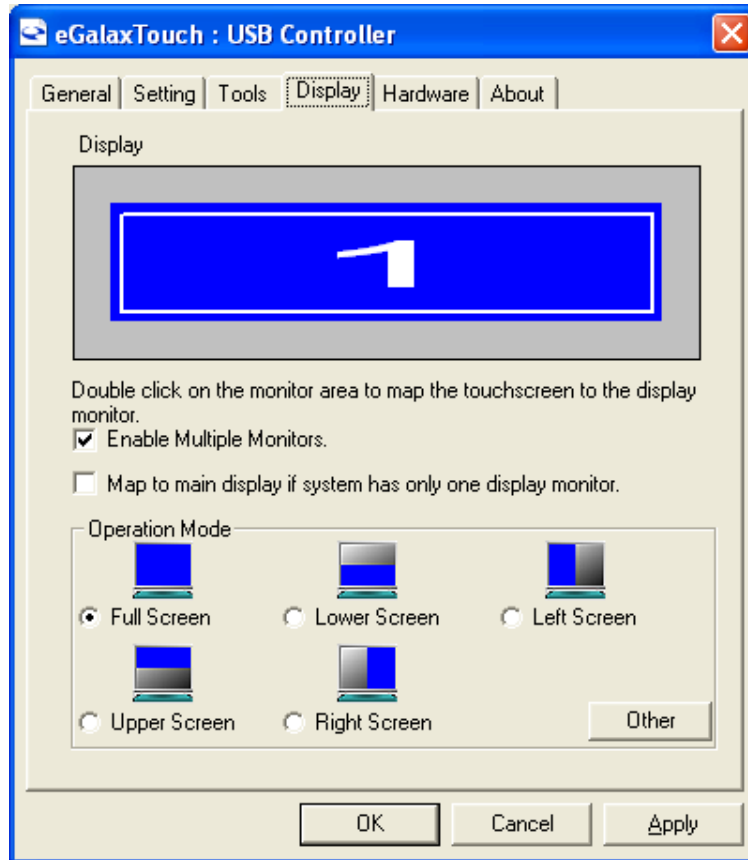 eGalaxTouch : USB Controller
General Setting Tools Display Hardware About
Display
1
Double click on the monitor area to map the touchscreen to the display
monitor.
Enable Multiple Monitors.
Map to main display if system has only one display monitor.
Operation Mode
Full Screen Lower Screen Left Screen
Upper Screen Right Screen Other
OK Cancel Apply